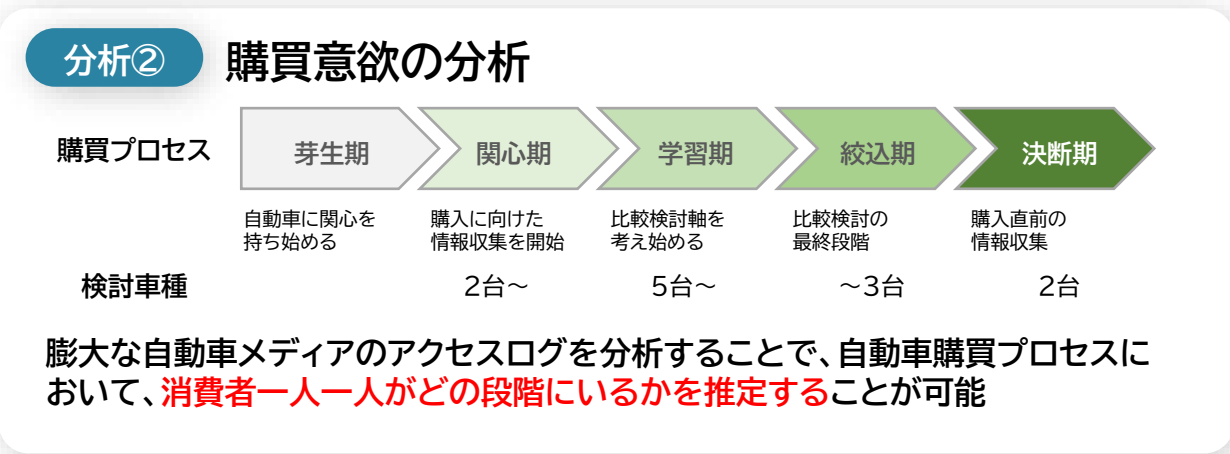 分析② 購買意欲の分析
購買プロセス 芽生期 関心期 学習期 絞込期 決断期
自動車に関心を 購入に向けた 比較検討軸を 比較検討の 購入直前の
持ち始める 情報収集を開始 考え始める 最終段階 情報収集
検討車種 2台～ 5台～ ～3台 2台
膨大な自動車メディアのアクセスログを分析することで、自動車購買プロセスに
おいて、消費者一人一人がどの段階にいるかを推定することが可能